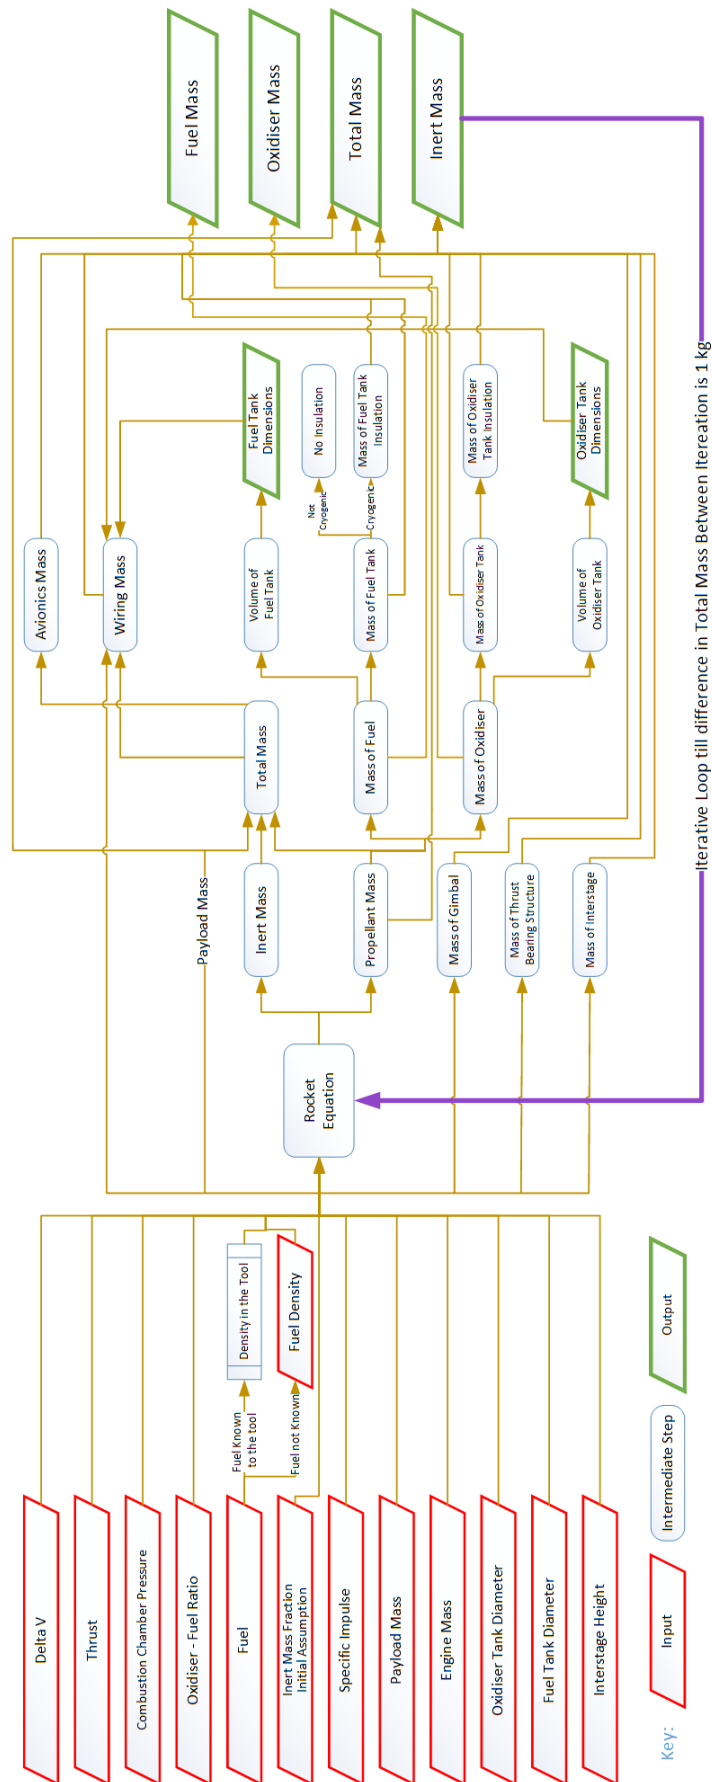 Delta V
Thrust
Combustion Chamber Pressure
Oxidiser - Fuel Ratio
Fuel
Inert Mass Fraction
Initial Assumption
Specific Impulse
Payload Mass
Engine Mass
Oxidiser Tank Diameter
Fuel Tank Diameter
Interstage Height
Fuel Known
to the tool
Fuel not Known
Density in the Tool
Fuel Density
Rocket
Equation
Payload Mass
Inert Mass
Propellant Mass
Mass of Gimbal
Mass of Thrust
Bearing Structure
Mass of Interstage
Total Mass
Mass of Fuel
Mass of Oxidiser
Avionics Mass
Wiring Mass
Volume of
Fuel Tank
Mass of Fuel Tank
Mass of Oxidiser Tank
Volume of
Oxidiser Tank
Not
Cryogenic
Cryogenic
Fuel Tank
Dimensions
No Insulation
Mass of Fuel Tank
Insulation
Mass of Oxidiser
Tank Insulation
Oxidiser Tank
Dimensions
Fuel Mass
Oxidiser Mass
Total Mass
Inert Mass
Iterative Loop till difference in Total Mass Between Itereation is 1 kg
Key:
Input
Intermediate Step
Output